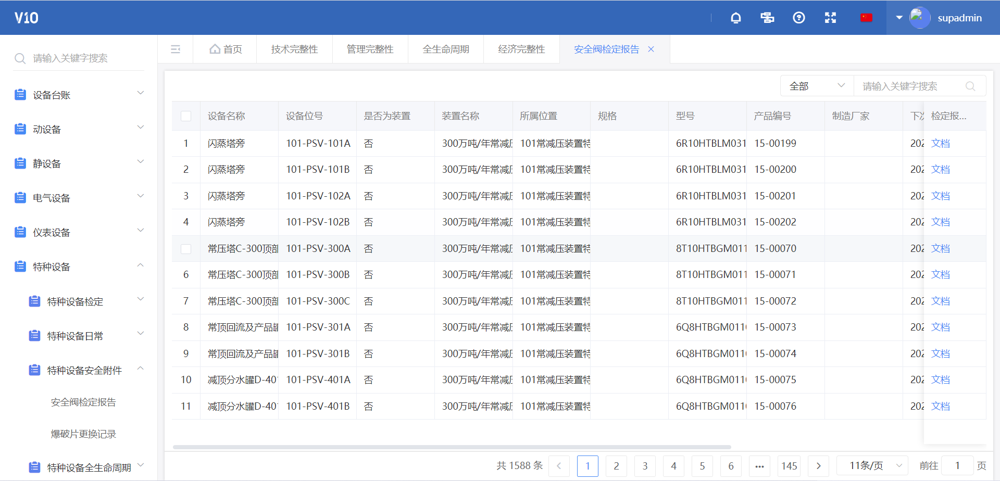 V10
supadmin
请输入关键字搜索
首页 技术完整性 管理完整性 全生命周期 经济完整性 安全阀检定报告
设备台账
动设备
静设备
电气设备
仪表设备
特种设备
特种设备检定
特种设备日常
特种设备安全附件
安全阀检定报告
爆破片更换记录
特种设备全生命周期
全部 请输入关键字搜索
设备名称 设备位号 是否为装置 装置名称 所属位置 规格 型号 产品编号 制造厂家 下次 检定报...
1 闪蒸塔旁 101-PSV-101A 否 300万吨/年常减压 101常减压装置特 6R10HTBLM031 15-00199 202 文档
2 闪蒸塔旁 101-PSV-101B 否 300万吨/年常减压 101常减压装置特 6R10HTBLM031 15-00200 202 文档
3 闪蒸塔旁 101-PSV-102A 否 300万吨/年常减压 101常减压装置特 6R10HTBLM031 15-00201 202 文档
4 闪蒸塔旁 101-PSV-102B 否 300万吨/年常减压 101常减压装置特 6R10HTBLM031 15-00202 202 文档
常压塔C-300顶部 101-PSV-300A 否 300万吨/年常减压 101常减压装置特 8T10HTBGM011 15-00070 202 文档
6 常压塔C-300顶部 101-PSV-300B 否 300万吨/年常减压 101常减压装置特 8T10HTBGM011 15-00071 202 文档
7 常压塔C-300顶部 101-PSV-300C 否 300万吨/年常减压 101常减压装置特 8T10HTBGM011 15-00072 202 文档
8 常顶回流及产品罐 101-PSV-301A 否 300万吨/年常减压 101常减压装置特 6Q8HTBGM011 15-00073 202 文档
9 常顶回流及产品罐 101-PSV-301B 否 300万吨/年常减压 101常减压装置特 6Q8HTBGM011 15-00074 202 文档
10 减顶分水罐D-401 101-PSV-401A 否 300万吨/年常减压 101常减压装置特 6Q8HTBGM011 15-00075 202 文档
11 减顶分水罐D-401 101-PSV-401B 否 300万吨/年常减压 101常减压装置特 6Q8HTBGM011 15-00076 202 文档
共 1588 条 1 2 3 4 5 6 ... 145 11条/页 前往 1 页